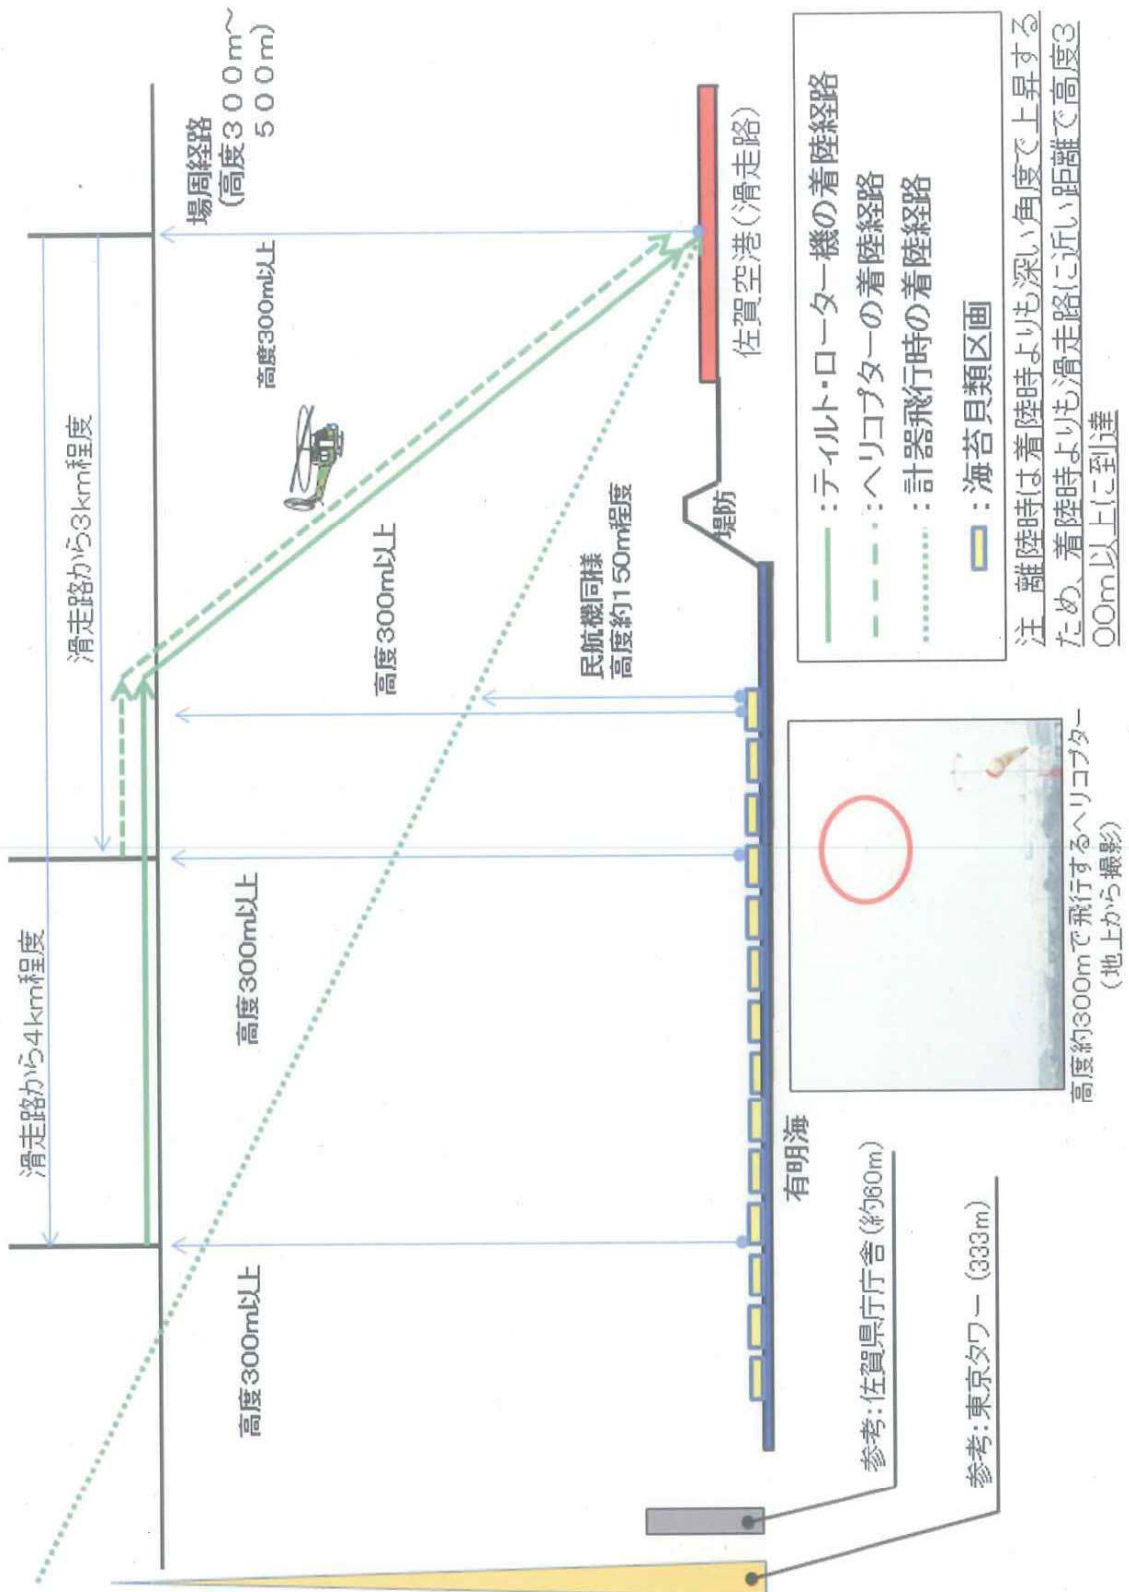 滑走路から4km程度
滑走路から3km程度
場周経路
(高度300m～
500m)
高度300m以上
高度300m以上
高度300m以上
高度300m以上
民航機同様
高度約150m程度
堤防
佐賀空港(滑走路)
有明海
参考:佐賀県庁庁舎(約60m)
参考:東京タワー(333m)
高度約300mで飛行するヘリコプター
(地上から撮影)
:ティルト・ローター機の着陸経路
:ヘリコプターの着陸経路
:計器飛行時の着陸経路
:海苔貝類区画
注 離陸時は着陸時よりも深い角度で上昇する
ため、着陸時よりも滑走路に近い距離で高度3
00m以上に到達